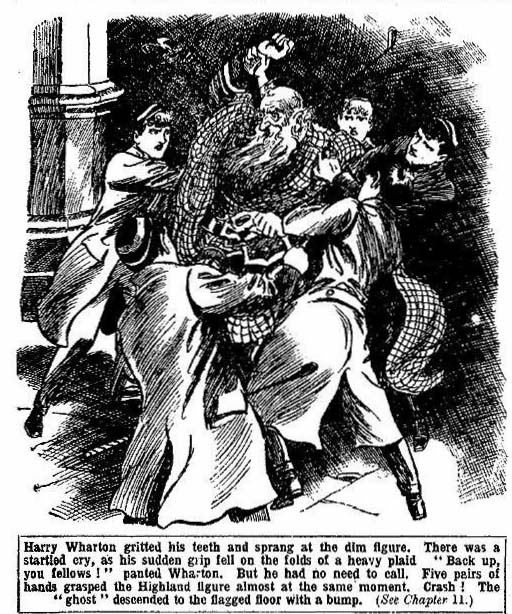 Harry Wharton gritted his teeth and sprang at the dim figure. There was a
startled cry, as his sudden grip fell on the folds of a heavy plaid "Back up,
you fellows!" panted Wharton. But he had no need to call. Five pairs of
hands grasped the Highland figure almost at the same moment. Crash! The
"ghost" descended to the flagged floor with a bump. (See Chapter 11.)